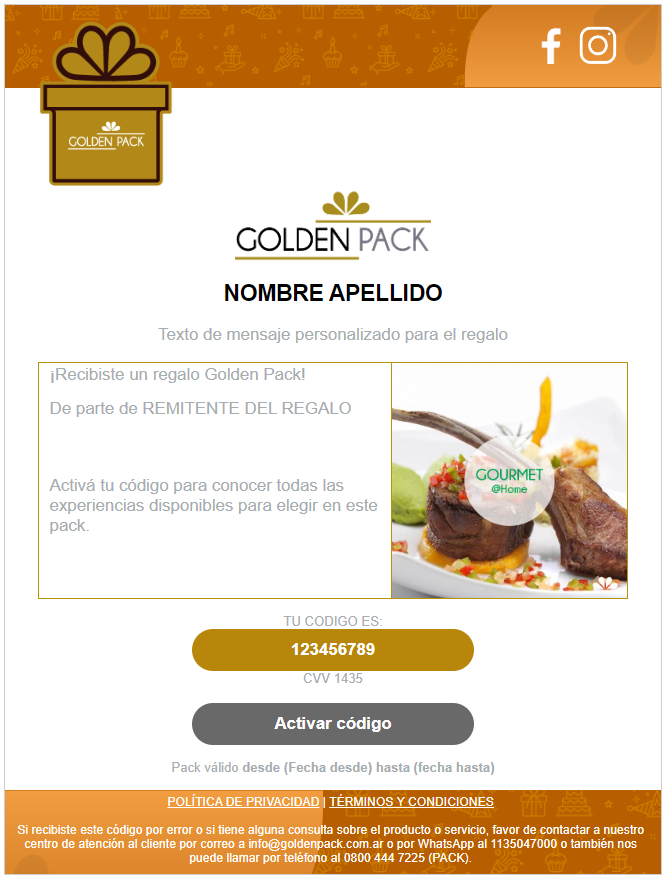 GOLDEN PACK
GOLDEN PACK
NOMBRE APELLIDO
Texto de mensaje personalizado para el regalo
¡Recibiste un regalo Golden Pack!
De parte de REMITENTE DEL REGALO
Activá tu código para conocer todas las
experiencias disponibles para elegir en este
pack.
GOURMET
@Home
TU CODIGO ES:
123456789
CVV 1435
Activar código
Pack válido desde (Fecha desde) hasta (fecha hasta)
POLÍTICA DE PRIVACIDAD | TÉRMINOS Y CONDICIONES
Si recibiste este código por error o si tiene alguna consulta sobre el producto o servicio, favor de contactar a nuestro
centro de atención al cliente por correo a info@goldenpack.com.ar o por WhatsApp al 1135047000 o también nos
puede llamar por teléfono al 0800 444 7225 (PACK).